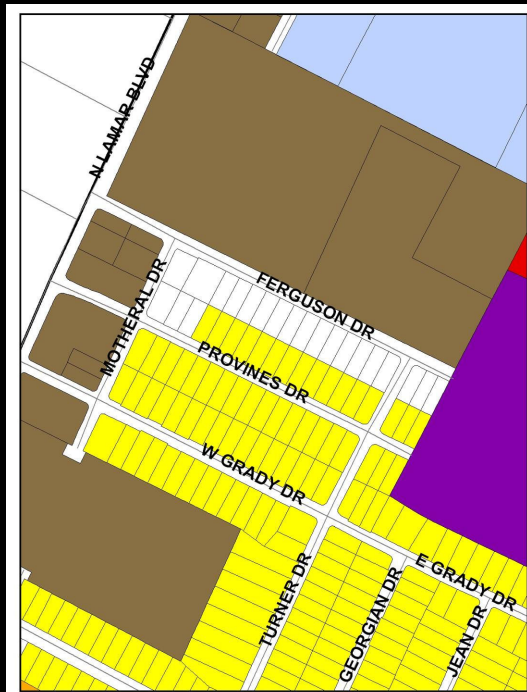 N LAMAR BLVD
FERGUSON DR
MOTHERAL DR
PROVINES DR
W GRADY DR
E GRADY DR
TURNER DR
GEORGIAN DR
JEAN DR